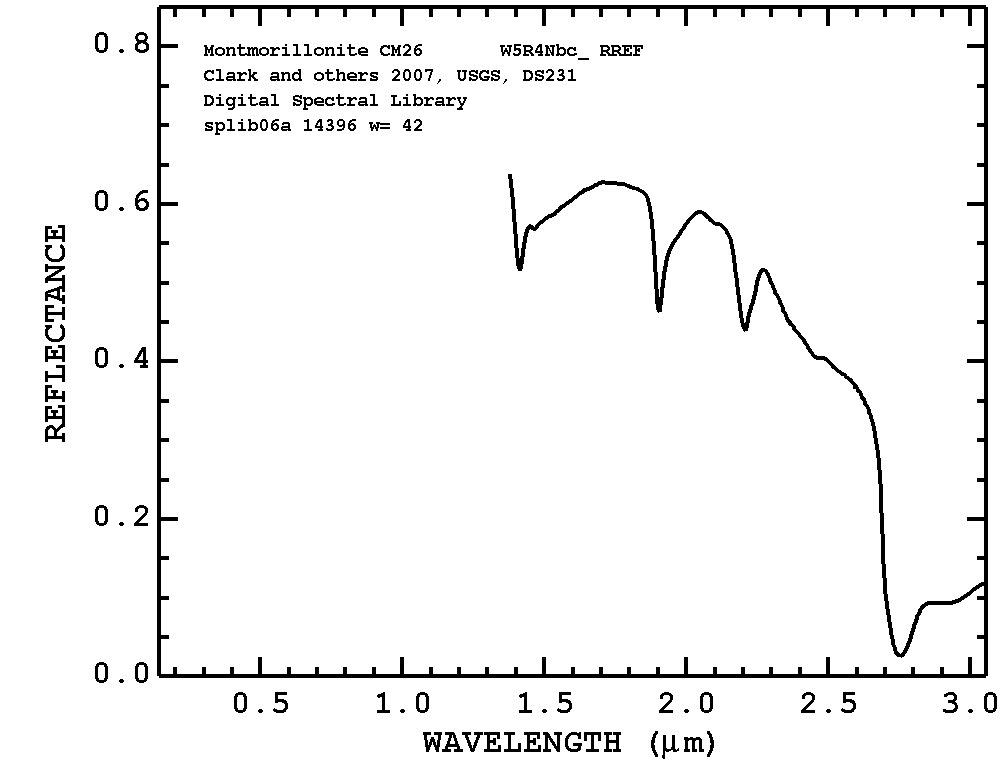 Montmorillonite CM26 W5R4Nbc_ RREF
Clark and others 2007, USGS, DS231
Digital Spectral Library
splib06a 14396 w= 42
REFLECTANCE
0.8
0.6
0.4
0.2
0.0
0.5 1.0 1.5 2.0 2.5 3.0
WAVELENGTH (μm)